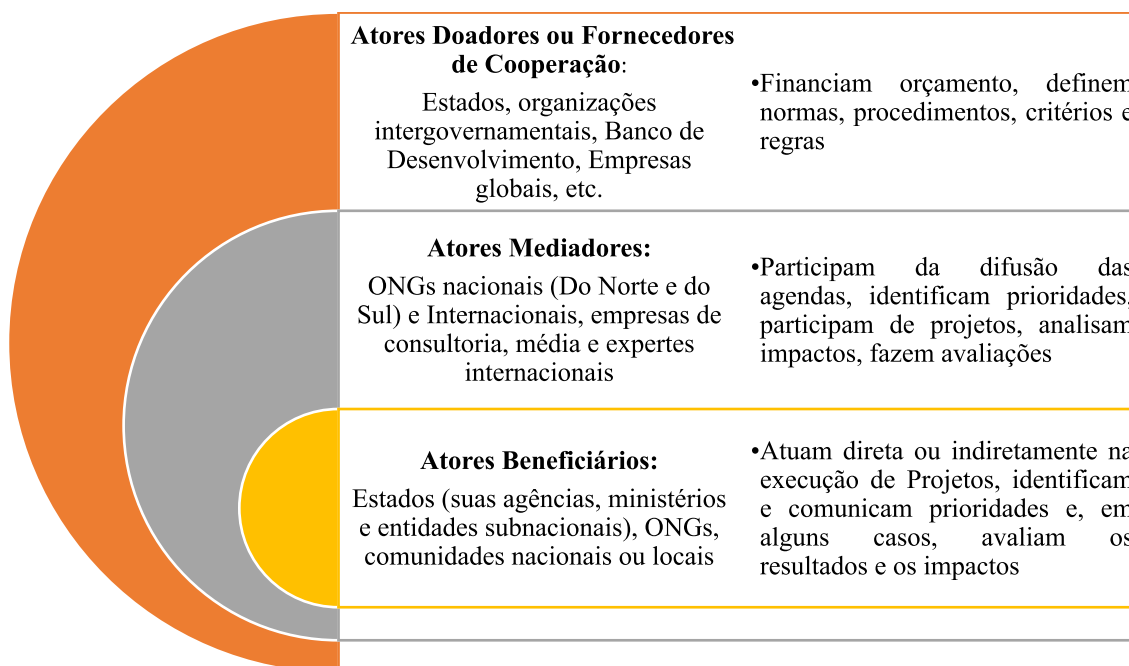 Atores Doadores ou Fornecedores
de Cooperação:
Estados, organizações
intergovernamentais, Banco de
Desenvolvimento, Empresas
globais, etc.
•Financiam orçamento, definem
normas, procedimentos, critérios e
regras
Atores Mediadores:
ONGs nacionais (Do Norte e do
Sul) e Internacionais, empresas de
consultoria, média e expertes
internacionais
•Participam da difusão das
agendas, identificam prioridades,
participam de projetos, analisam
impactos, fazem avaliações
Atores Beneficiários:
Estados (suas agências, ministérios
e entidades subnacionais), ONGs,
comunidades nacionais ou locais
•Atuam direta ou indiretamente na
execução de Projetos, identificam
e comunicam prioridades e, em
alguns casos, avaliam os
resultados e os impactos